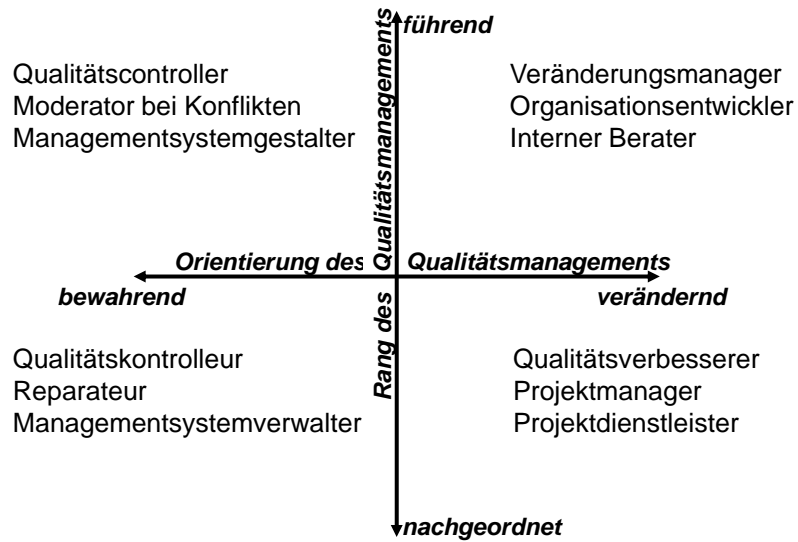 führend
Qualitätscontroller
Moderator bei Konflikten
Managementsystemgestalter
Veränderungsmanager
Organisationsentwickler
Interner Berater
Rang des Qualitätsmanagements
Orientierung des Qualitätsmanagements
bewahrend
verändernd
Qualitätskontrolleur
Reparateur
Managementsystemverwalter
Qualitätsverbesserer
Projektmanager
Projektdienstleister
nachgeordnet